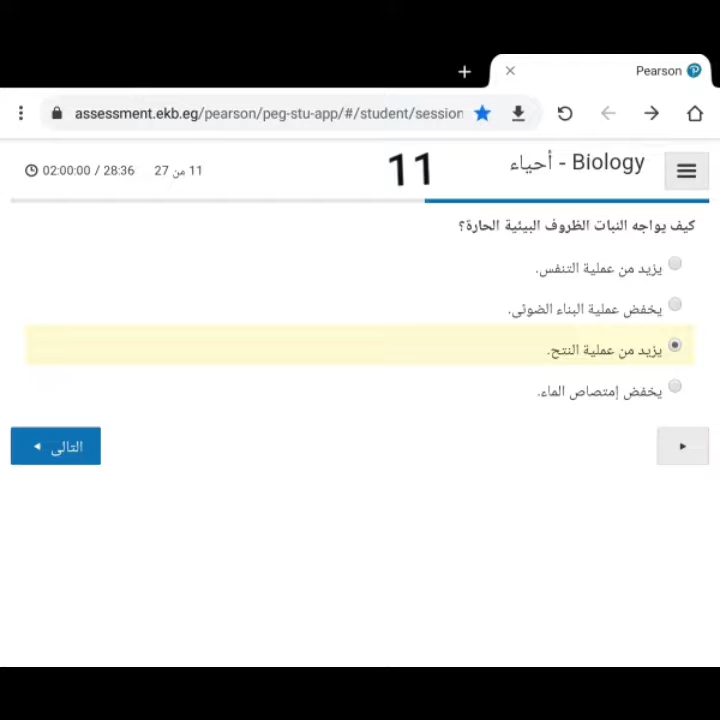 Pearson
assessment.ekb.eg/pearson/peg-stu-app/#/student/session
أحياء - Biology
11
11 من 27
02:00:00 / 28:36
كيف يواجه النبات الظروف البيئية الحارة؟
يزيد من عملية التنفس.
يخفض عملية البناء الضوئى.
يزيد من عملية النتح.
يخفض إمتصاص الماء.
التالى